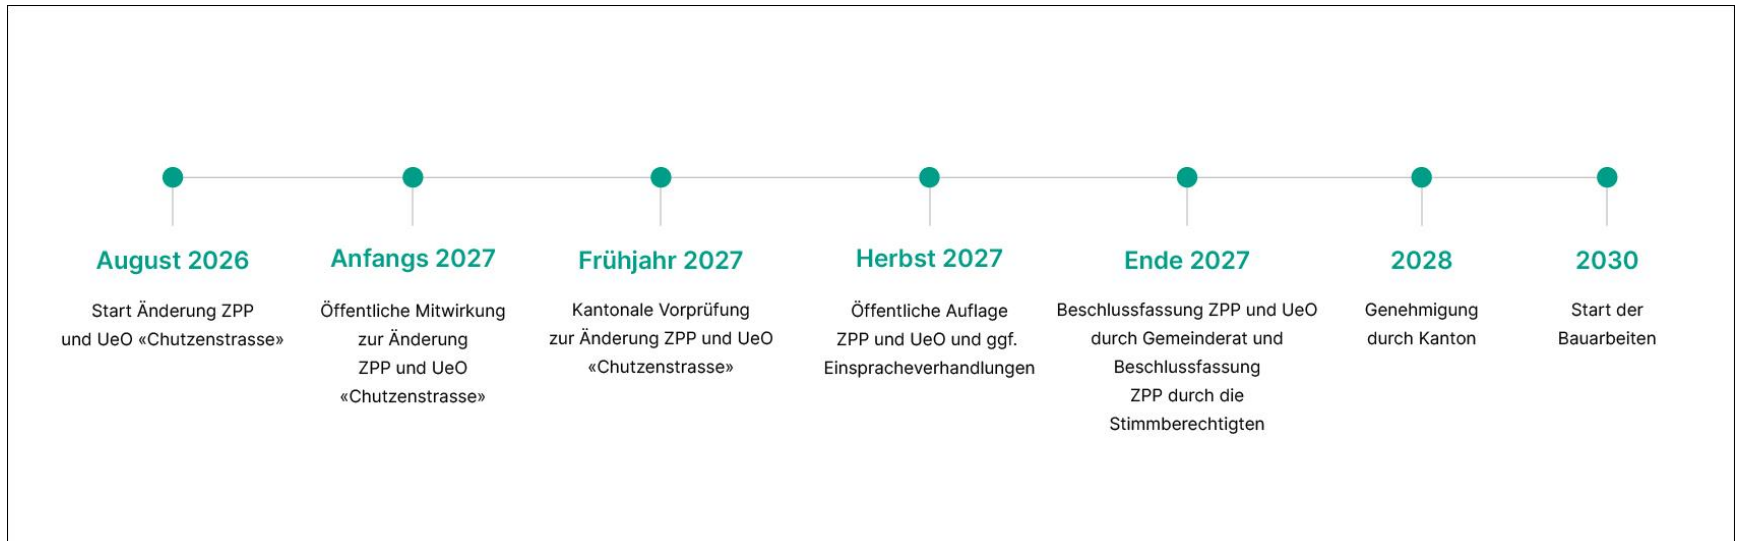 August 2026
Start Änderung ZPP
und UeO «Chutzenstrasse»
Anfangs 2027
Öffentliche Mitwirkung
zur Änderung
ZPP und UeO
«Chutzenstrasse»
Frühjahr 2027
Kantonale Vorprüfung
zur Änderung ZPP und UeO
«Chutzenstrasse»
Herbst 2027
Öffentliche Auflage
ZPP und UeO und ggf.
Einspracheverhandlungen
Ende 2027
Beschlussfassung ZPP und UeO
durch Gemeinderat und
Beschlussfassung
ZPP durch die
Stimmberechtigten
2028
Genehmigung
durch Kanton
2030
Start der
Bauarbeiten